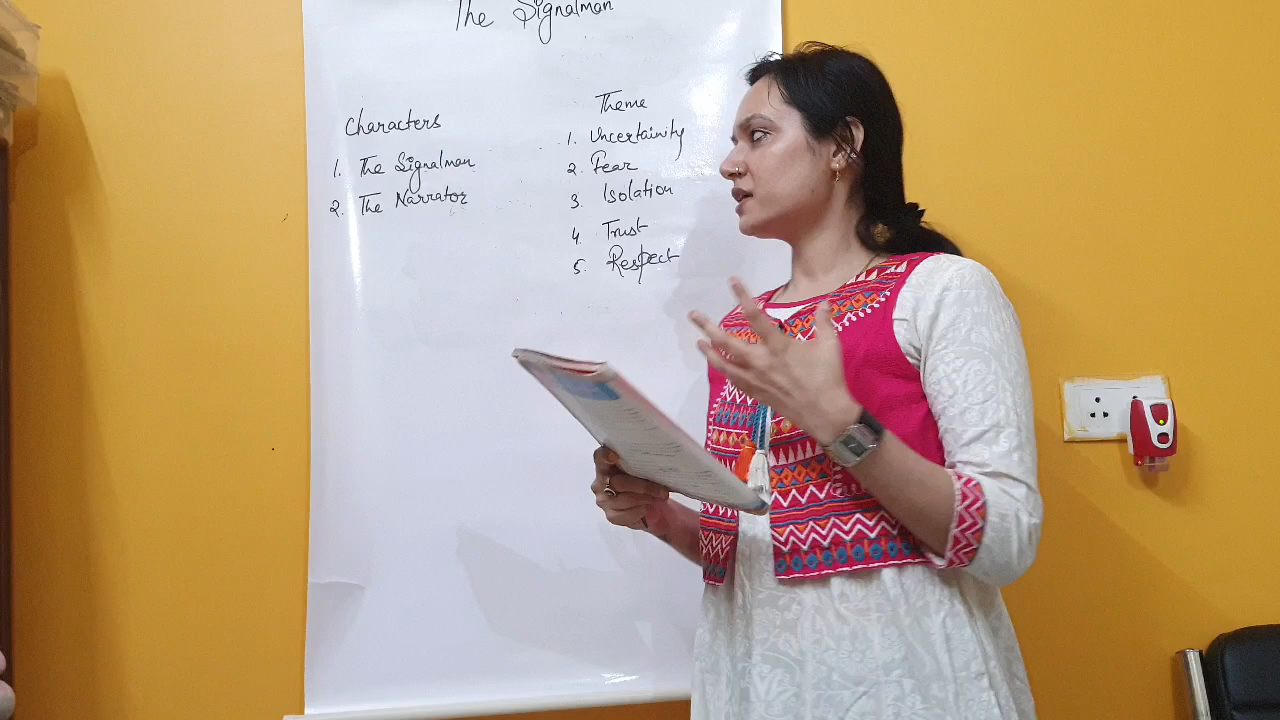 The Signalman
Characters
1. The Signalman
2. The Narrator
Theme
1. Uncertainity
2. Fear
3. Isolation
4. Trust
5. Respect